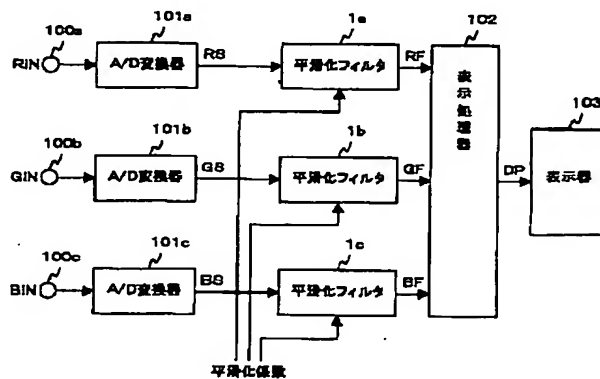 100a
RIN
101a
A/D変換器
RS
1a
平滑化フィルタ
RF
102
表示処理器
DP
103
表示器
100b
GIN
101b
A/D変換器
GS
1b
平滑化フィルタ
GF
100c
BIN
101c
A/D変換器
BS
1c
平滑化フィルタ
BF
平滑化係数